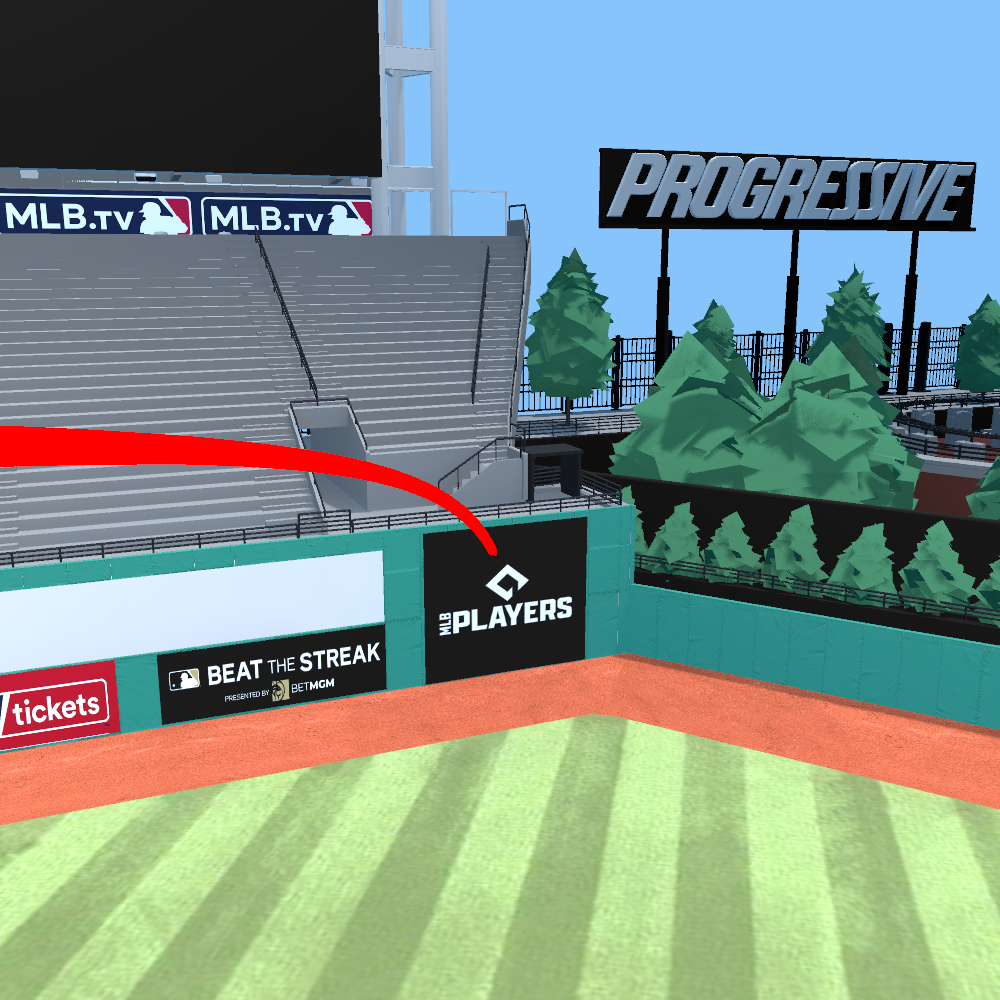 PROGRESSIVE
MLB.TV MLB.TV
MLB PLAYERS
BEAT THE STREAK
PRESENTED BY BETMGM
tickets